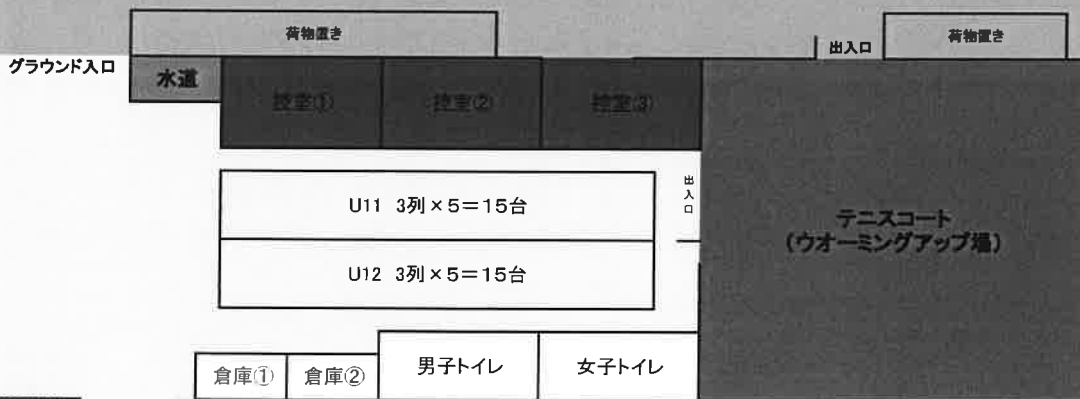 荷物置き
出入口
荷物置き
グラウンド入口
水道
控室①
控室②
控室③
U11 3列×5=15台
出入口
テニスコート
(ウオーミングアップ場)
U12 3列×5=15台
倉庫①
倉庫②
男子トイレ
女子トイレ